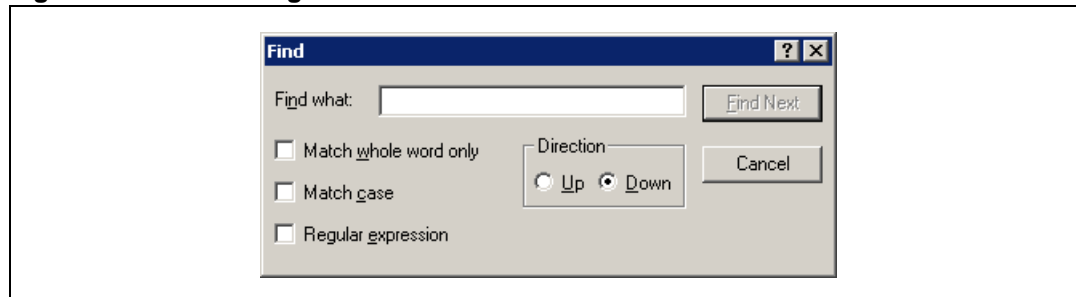 Find
Find what:
Find Next
Match whole word only
Direction
Cancel
Up Down
Match case
Regular expression